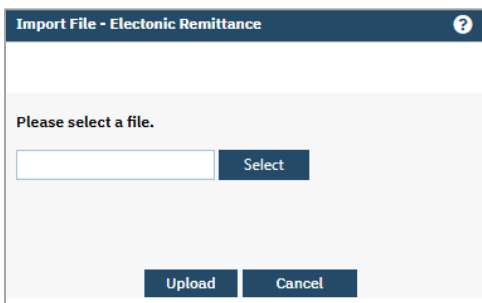 Import File - Electonic Remittance ?
Please select a file.
Select
Upload Cancel